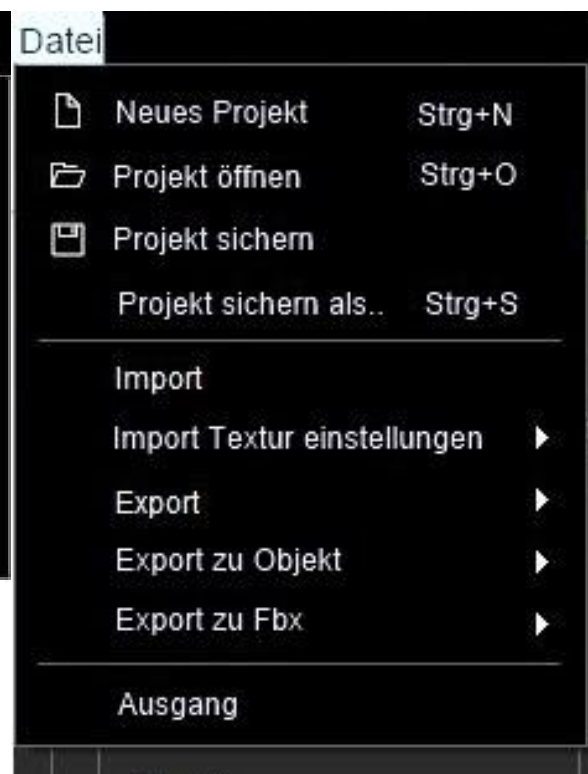 Datei
Neues Projekt Strg+N
Projekt öffnen Strg+O
Projekt sichern
Projekt sichern als.. Strg+S
Import
Import Textur einstellungen
Export
Export zu Objekt
Export zu Fbx
Ausgang